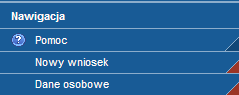 Nawigacja
Pomoc
Nowy wniosek
Dane osobowe